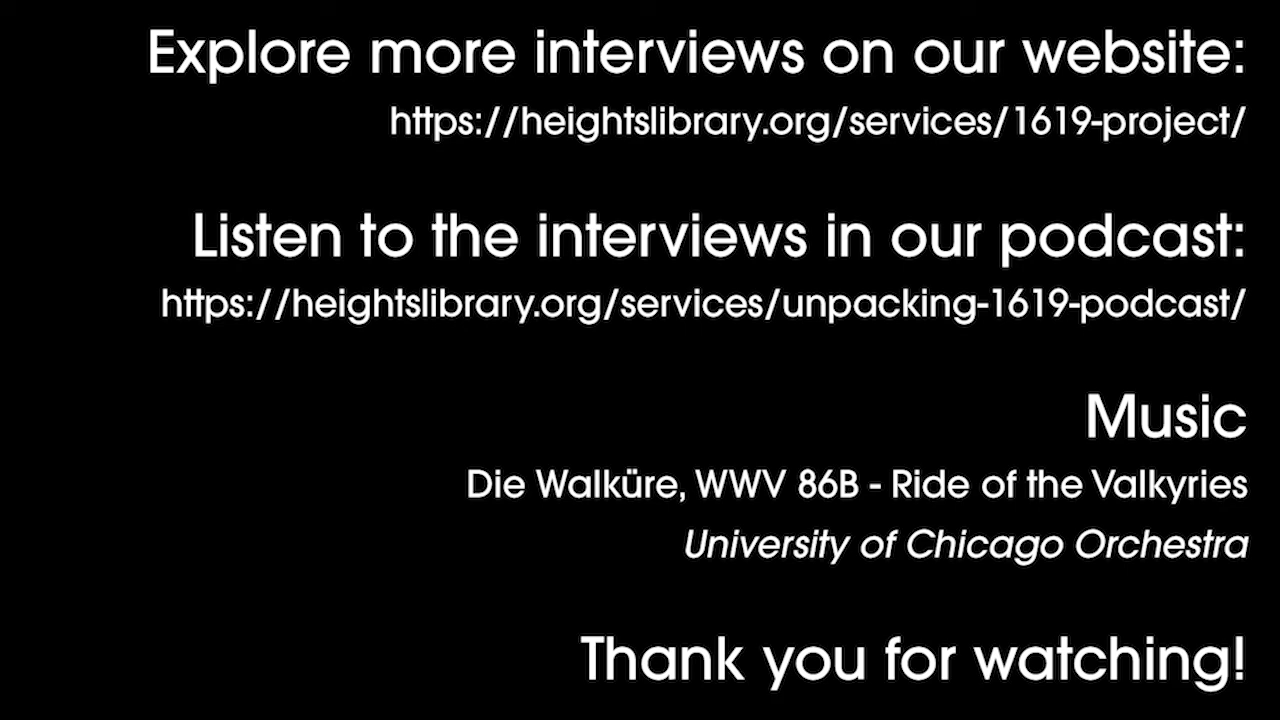 Explore more interviews on our website:
https://heightslibrary.org/services/1619-project/
Listen to the interviews in our podcast:
https://heightslibrary.org/services/unpacking-1619-podcast/
Music
Die Walküre, WWV 86B - Ride of the Valkyries
University of Chicago Orchestra
Thank you for watching!